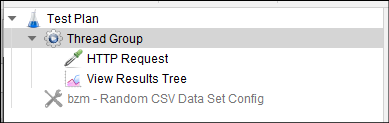 Test Plan
Thread Group
HTTP Request
View Results Tree
bzm - Random CSV Data Set Config